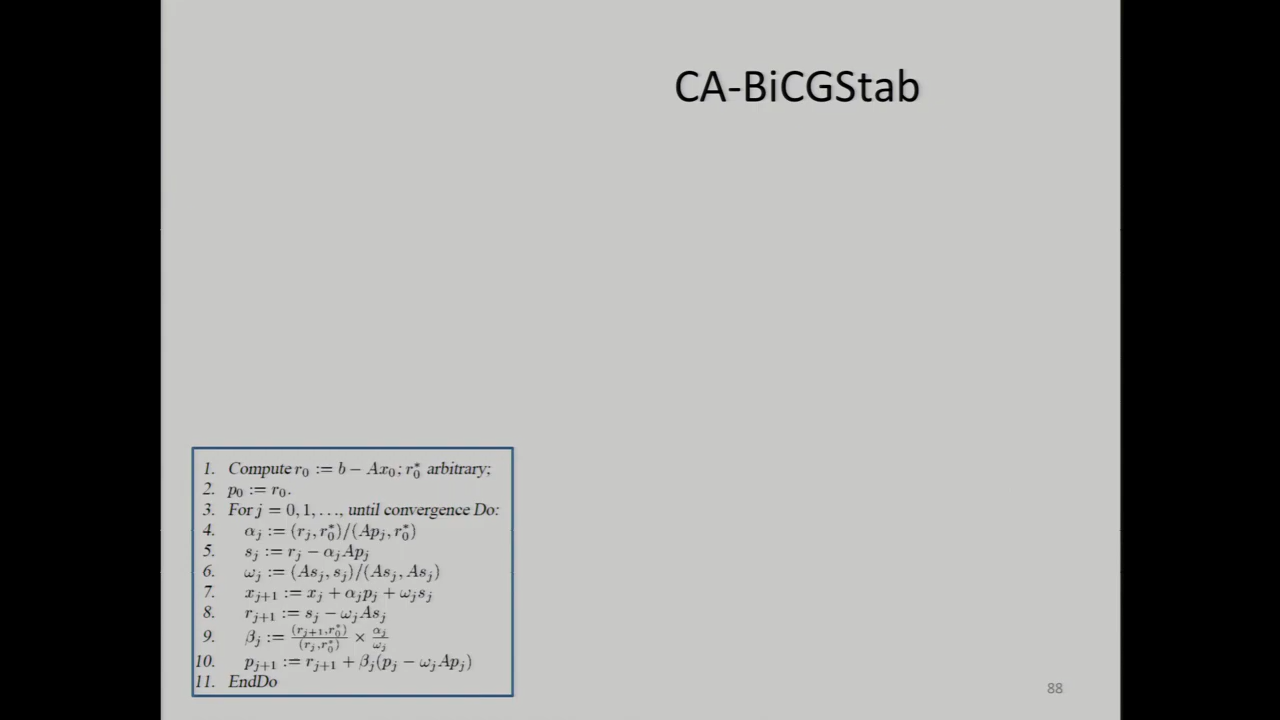 CA-BiCGStab
1. Compute r₀ := b − Ax₀; r₀* arbitrary;
2. p₀ := r₀.
3. For j = 0, 1, . . ., until convergence Do:
4. αⱼ := (rⱼ, r₀*)/(Apⱼ, r₀*)
5. sⱼ := rⱼ − αⱼApⱼ
6. ωⱼ := (Asⱼ, sⱼ)/(Asⱼ, Asⱼ)
7. xⱼ₊₁ := xⱼ + αⱼpⱼ + ωⱼsⱼ
8. rⱼ₊₁ := sⱼ − ωⱼAsⱼ
9. βⱼ := (rⱼ₊₁,r₀*)/(rⱼ,r₀*) × αⱼ/ωⱼ
10. pⱼ₊₁ := rⱼ₊₁ + βⱼ(pⱼ − ωⱼApⱼ)
11. EndDo
88